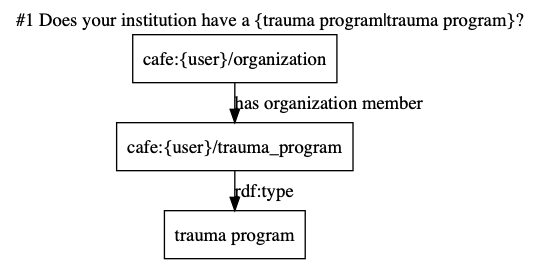 #1 Does your institution have a {trauma program|trauma program}?
cafe:{user}/organization
has organization member
cafe:{user}/trauma_program
rdf:type
trauma program